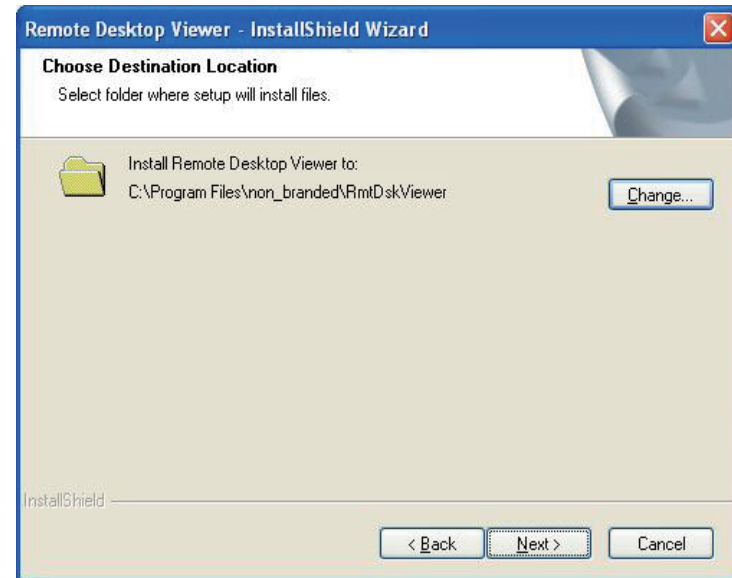 Remote Desktop Viewer - InstallShield Wizard
Choose Destination Location
Select folder where setup will install files.
Install Remote Desktop Viewer to:
C:\Program Files\non_branded\RmtDskViewer
Change...
InstallShield
< Back
Next >
Cancel